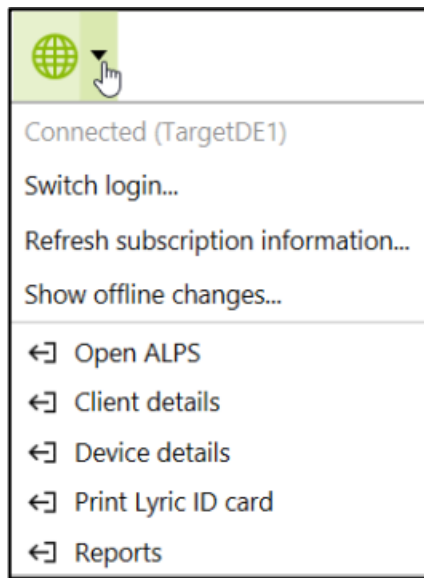 Connected (TargetDE1)
Switch login...
Refresh subscription information...
Show offline changes...
Open ALPS
Client details
Device details
Print Lyric ID card
Reports